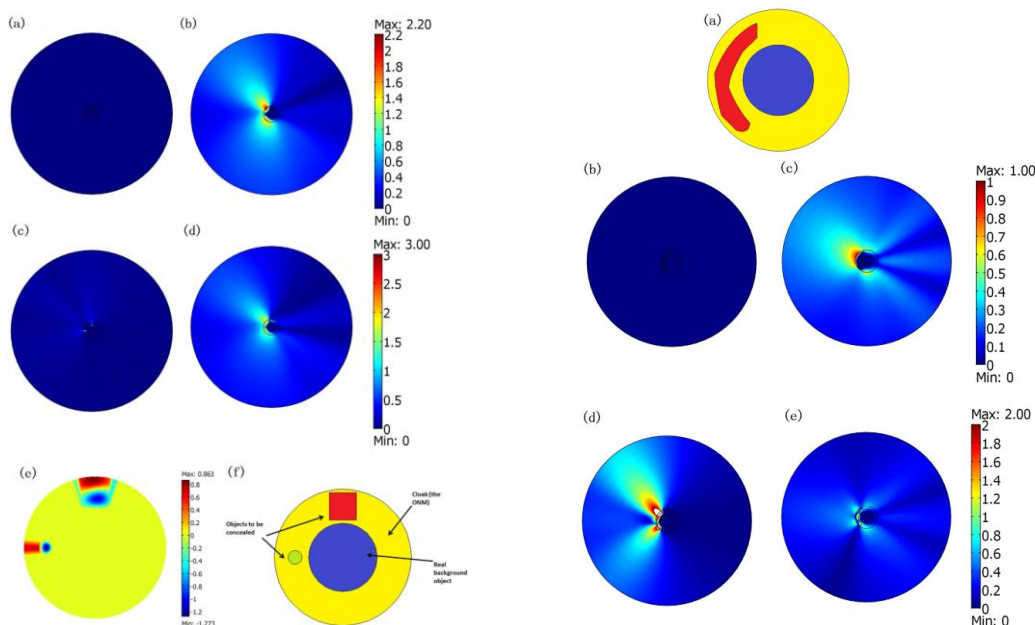 (a)
(b)
Max: 2.20
2.2
2
1.8
1.6
1.4
1.2
1
0.8
0.6
0.4
0.2
0
Min: 0
(c)
(d)
Max: 3.00
3
2.5
2
1.5
1
0.5
0
Min: 0
(e)
Max: 0.863
0.8
0.6
0.4
0.2
0
-0.2
-0.4
-0.6
-0.8
-1
-1.2
Min: -1.273
(f)
Cloak (the
ONM)
Objects to be
concealed
Real
background
object
(a)
(b)
(c)
Max: 1.00
1
0.9
0.8
0.7
0.6
0.5
0.4
0.3
0.2
0.1
0
Min: 0
(d)
(e)
Max: 2.00
2
1.8
1.6
1.4
1.2
1
0.8
0.6
0.4
0.2
0
Min: 0